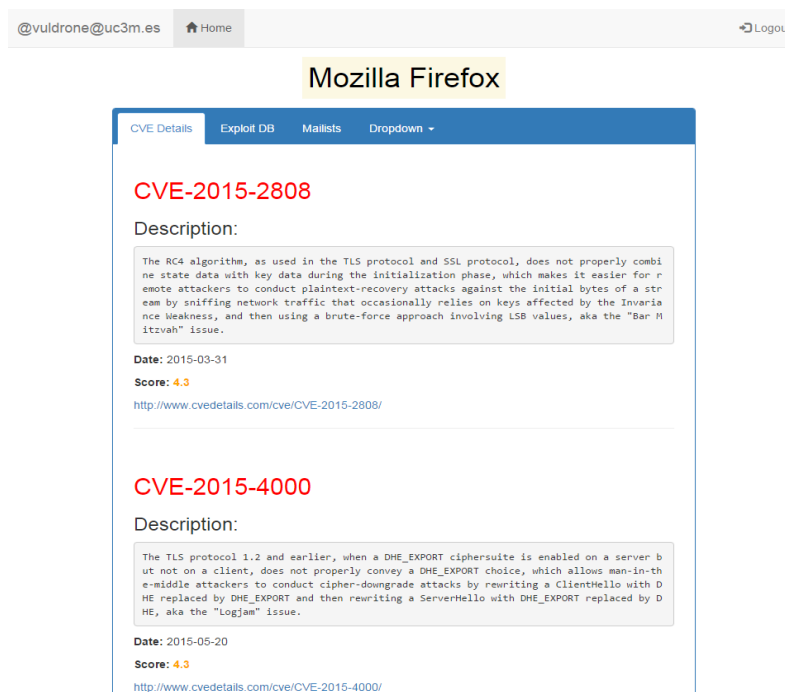 @vuldrone@uc3m.es Home Logou
Mozilla Firefox
CVE Details Exploit DB Mailists Dropdown
CVE-2015-2808
Description:
The RC4 algorithm, as used in the TLS protocol and SSL protocol, does not properly combi
ne state data with key data during the initialization phase, which makes it easier for r
emote attackers to conduct plaintext-recovery attacks against the initial bytes of a str
eam by sniffing network traffic that occasionally relies on keys affected by the Invaria
nce Weakness, and then using a brute-force approach involving LSB values, aka the "Bar M
itzvah" issue.
Date: 2015-03-31
Score: 4.3
http://www.cvedetails.com/cve/CVE-2015-2808/
CVE-2015-4000
Description:
The TLS protocol 1.2 and earlier, when a DHE_EXPORT ciphersuite is enabled on a server b
ut not on a client, does not properly convey a DHE_EXPORT choice, which allows man-in-th
e-middle attackers to conduct cipher-downgrade attacks by rewriting a ClientHello with D
HE replaced by DHE_EXPORT and then rewriting a ServerHello with DHE_EXPORT replaced by D
HE, aka the "Logjam" issue.
Date: 2015-05-20
Score: 4.3
http://www.cvedetails.com/cve/CVE-2015-4000/